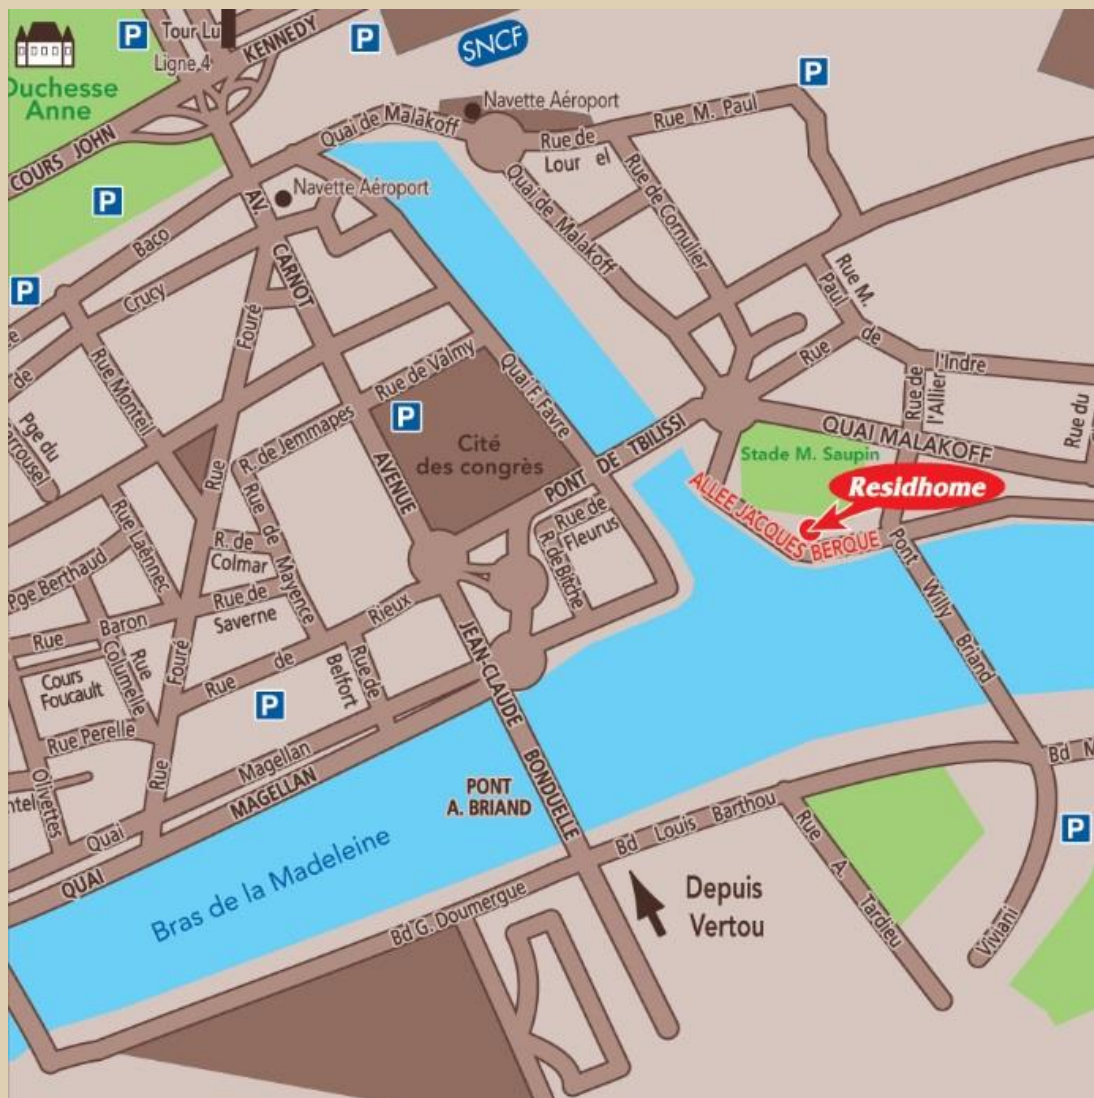 P
Tour Lu
KENNEDY
P
SNCF
Ligne 4
P
Duchesse
Anne
COURS JOHN
Navette Aéroport
Quai de Malakoff
Rue M. Paul
Rue de
Lour el
P
AV.
Navette Aéroport
Quai de Malakoff
Rue de Cornulier
Baco
CARNOT
P
Crucy
Fouré
Rue M.
Paul
Rue de
l'Indre
de
Rue Monteil
Rue de Valmy
Quai F. Favre
Rue de
l'Allier
Rue du
P
Pge du
R. de Jemmapes
Cité
des congrès
QUAI MALAKOFF
Stade M. Saupin
PONT DE TBILISSI
AVENUE
Rue
Residhome
ALLEE JACQUES BERQUE
Rue Laënnec
Rue de Mayence
Rue de
Fleurus
R. de Bitche
R. de
Colmar
Pge Berthaud
Pont Willy Briand
Rue de
Saverne
Rue Baron
Rieux
Rue
Columelle
Fouré
JEAN-CLAUDE BONDUELLE
Rue de
Belfort
Rue de
Cours
Foucault
P
Rue Perelle
Rue
Magellan
Quai
QUAI MAGELLAN
Olivettes
PONT
A. BRIAND
Bd M
P
Bd Louis Barthou
Bras de la Madeleine
Rue A. Tardieu
Depuis
Vertou
Bd G. Doumergue
Viviani